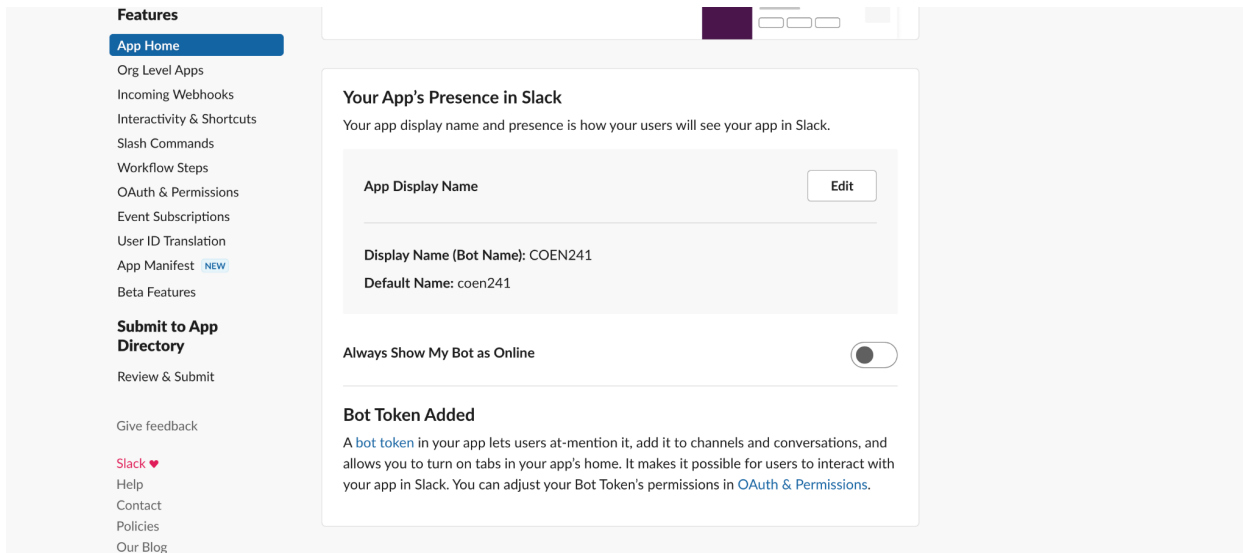 Features
App Home
Org Level Apps
Incoming Webhooks
Interactivity & Shortcuts
Slash Commands
Workflow Steps
OAuth & Permissions
Event Subscriptions
User ID Translation
App Manifest NEW
Beta Features
Submit to App
Directory
Review & Submit
Give feedback
Slack ♥
Help
Contact
Policies
Our Blog
Your App’s Presence in Slack
Your app display name and presence is how your users will see your app in Slack.
App Display Name
Edit
Display Name (Bot Name): COEN241
Default Name: coen241
Always Show My Bot as Online
Bot Token Added
A bot token in your app lets users at-mention it, add it to channels and conversations, and
allows you to turn on tabs in your app’s home. It makes it possible for users to interact with
your app in Slack. You can adjust your Bot Token’s permissions in OAuth & Permissions.